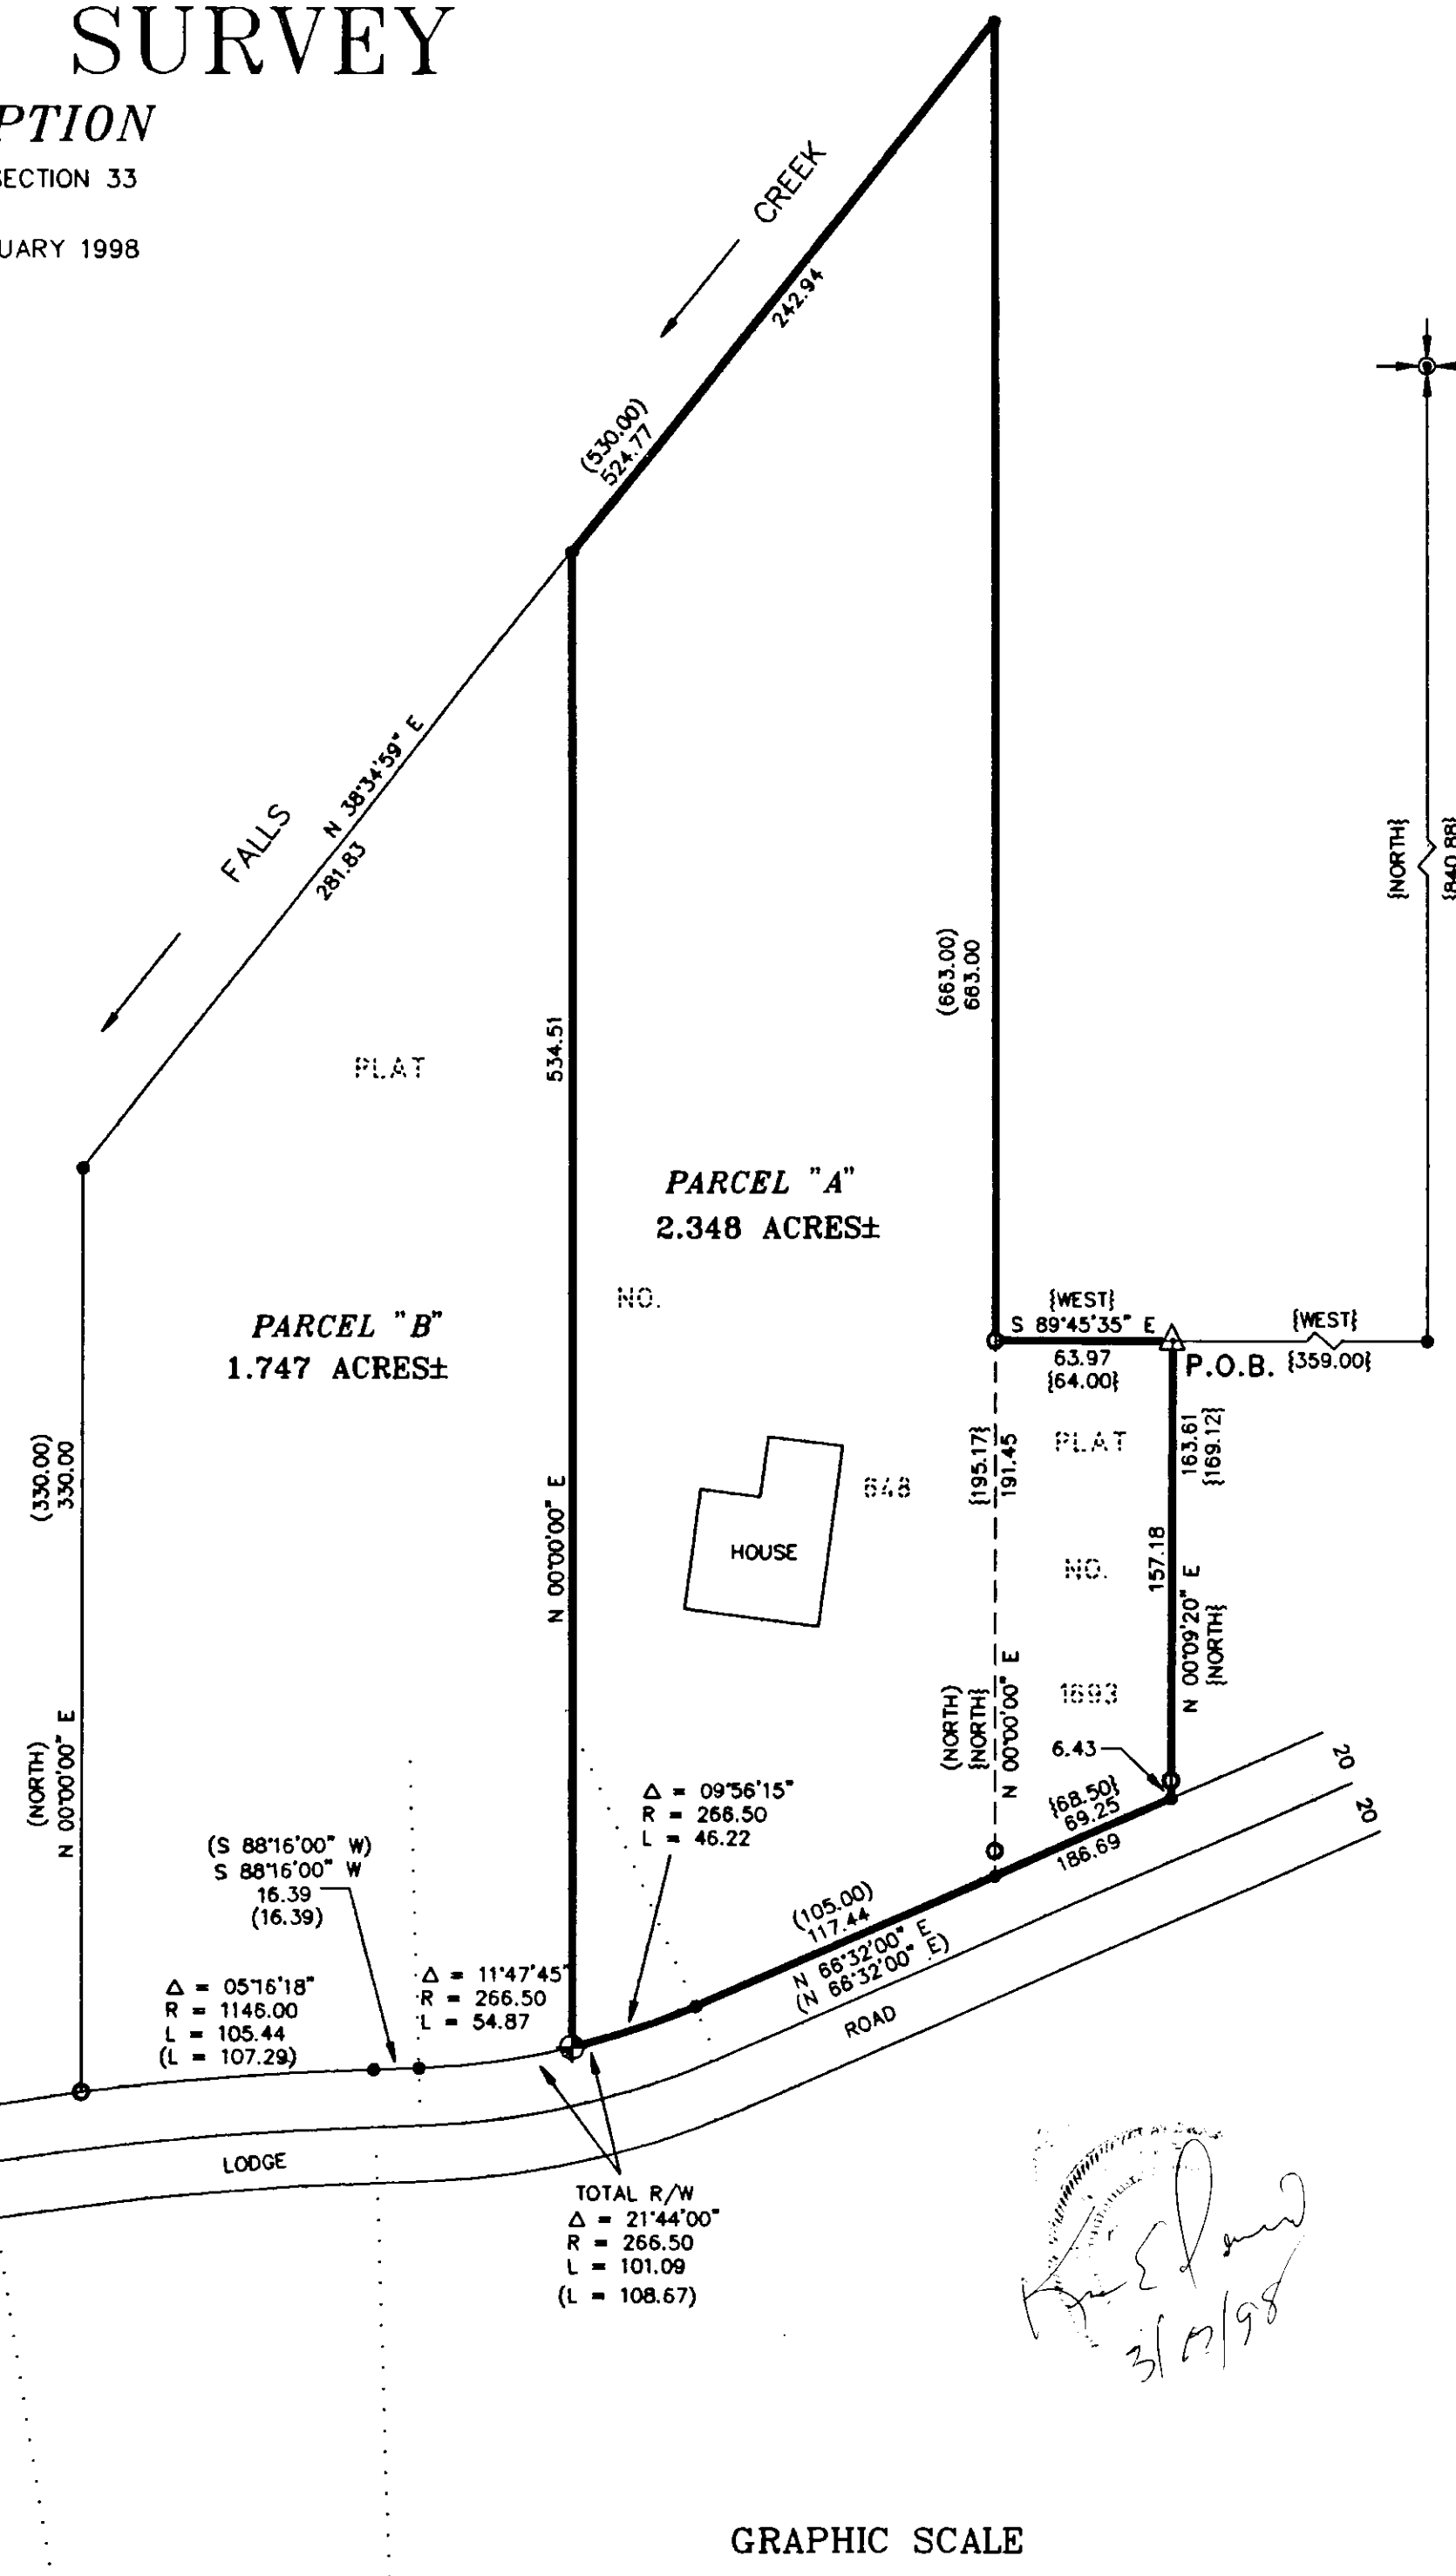 SURVEY
PTION
SECTION 33
UARY 1998
CREEK
242.94
(530.00)
524.77
FALLS
N 38°34'59" E
281.83
{NORTH}
{840.88}
(663.00)
663.00
534.51
PLAT
PARCEL "A"
2.348 ACRES±
NO.
PARCEL "B"
1.747 ACRES±
{WEST}
S 89°45'35" E
63.97
{64.00}
{WEST}
P.O.B. {359.00}
(330.00)
330.00
N 00°00'00" E
HOUSE
648
{195.17}
191.45
PLAT
163.61
{169.12}
157.18
NO.
N 00°09'20" E
{NORTH}
1693
(NORTH)
{NORTH}
N 00°00'00" E
6.43
20
20
(NORTH)
N 00°00'00" E
(S 88°16'00" W)
S 88°16'00" W
16.39
(16.39)
Δ = 09°56'15"
R = 266.50
L = 46.22
{68.50}
69.25
186.69
(105.00)
117.44
N 66°32'00" E
(N 66°32'00" E)
Δ = 05°16'18"
R = 1146.00
L = 105.44
(L = 107.29)
Δ = 11°47'45"
R = 266.50
L = 54.87
ROAD
LODGE
TOTAL R/W
Δ = 21°44'00"
R = 266.50
L = 101.09
(L = 108.67)
GRAPHIC SCALE